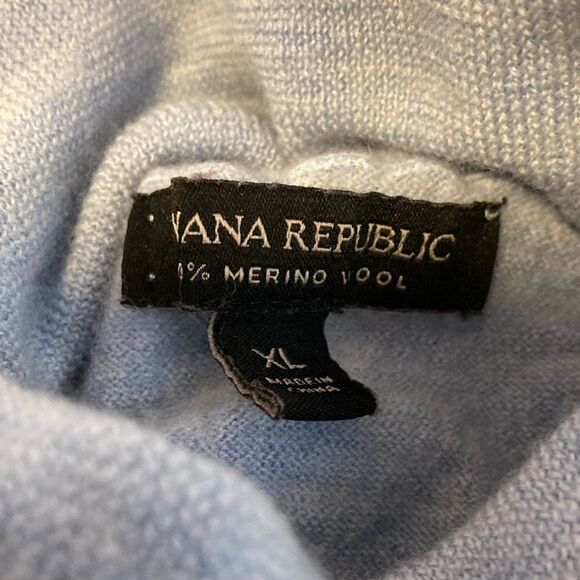 NANA REPUBLIC
0% MERINO WOOL
XL
MADE IN
CHINA